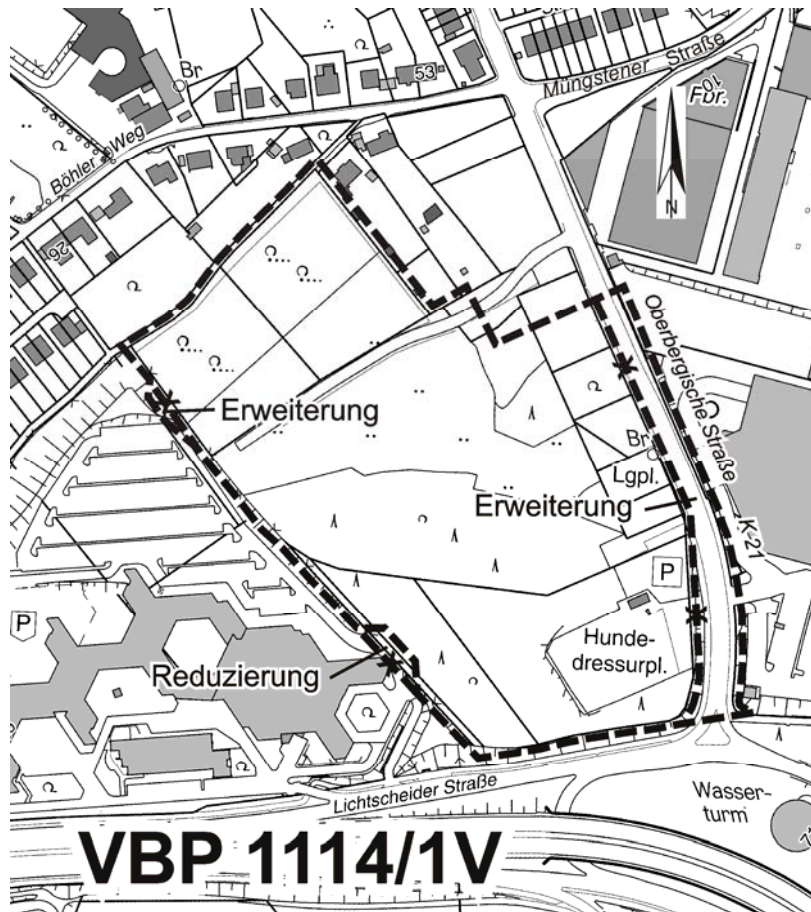 Br
53
Müngstener Straße
10
Fbr.
Böhler Weg
N
26
Oberbergische Straße
Erweiterung
Br
Lgpl.
Erweiterung
K 21
P
P
Hunde-
dressurpl.
Reduzierung
Lichtscheider Straße
Wasser-
turm
VBP 1114/1V